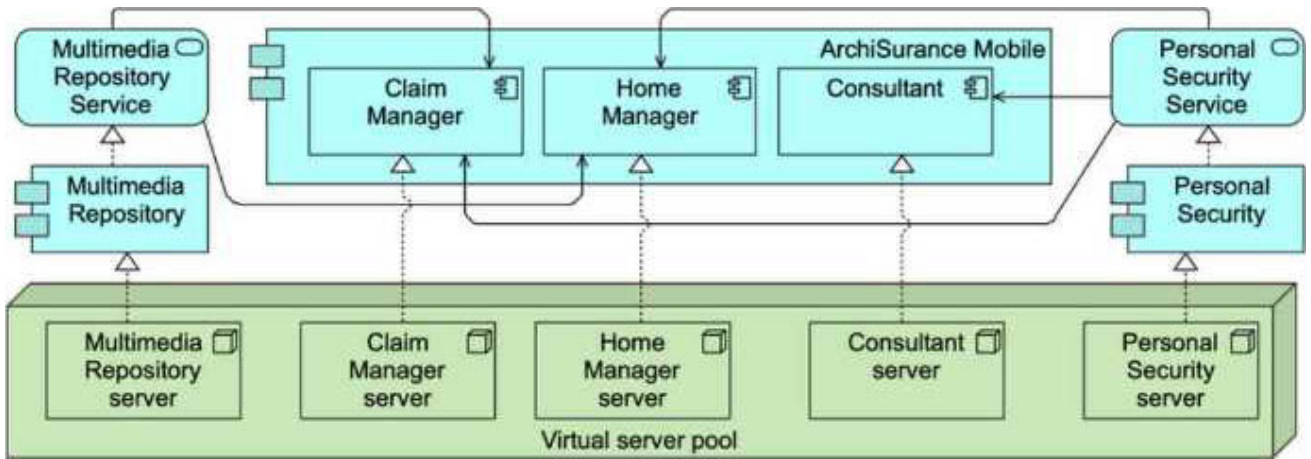 Multimedia
Repository
Service
ArchiSurance Mobile
Claim
Manager
Home
Manager
Consultant
Personal
Security
Service
Multimedia
Repository
Personal
Security
Multimedia
Repository
server
Claim
Manager
server
Home
Manager
server
Consultant
server
Personal
Security
server
Virtual server pool